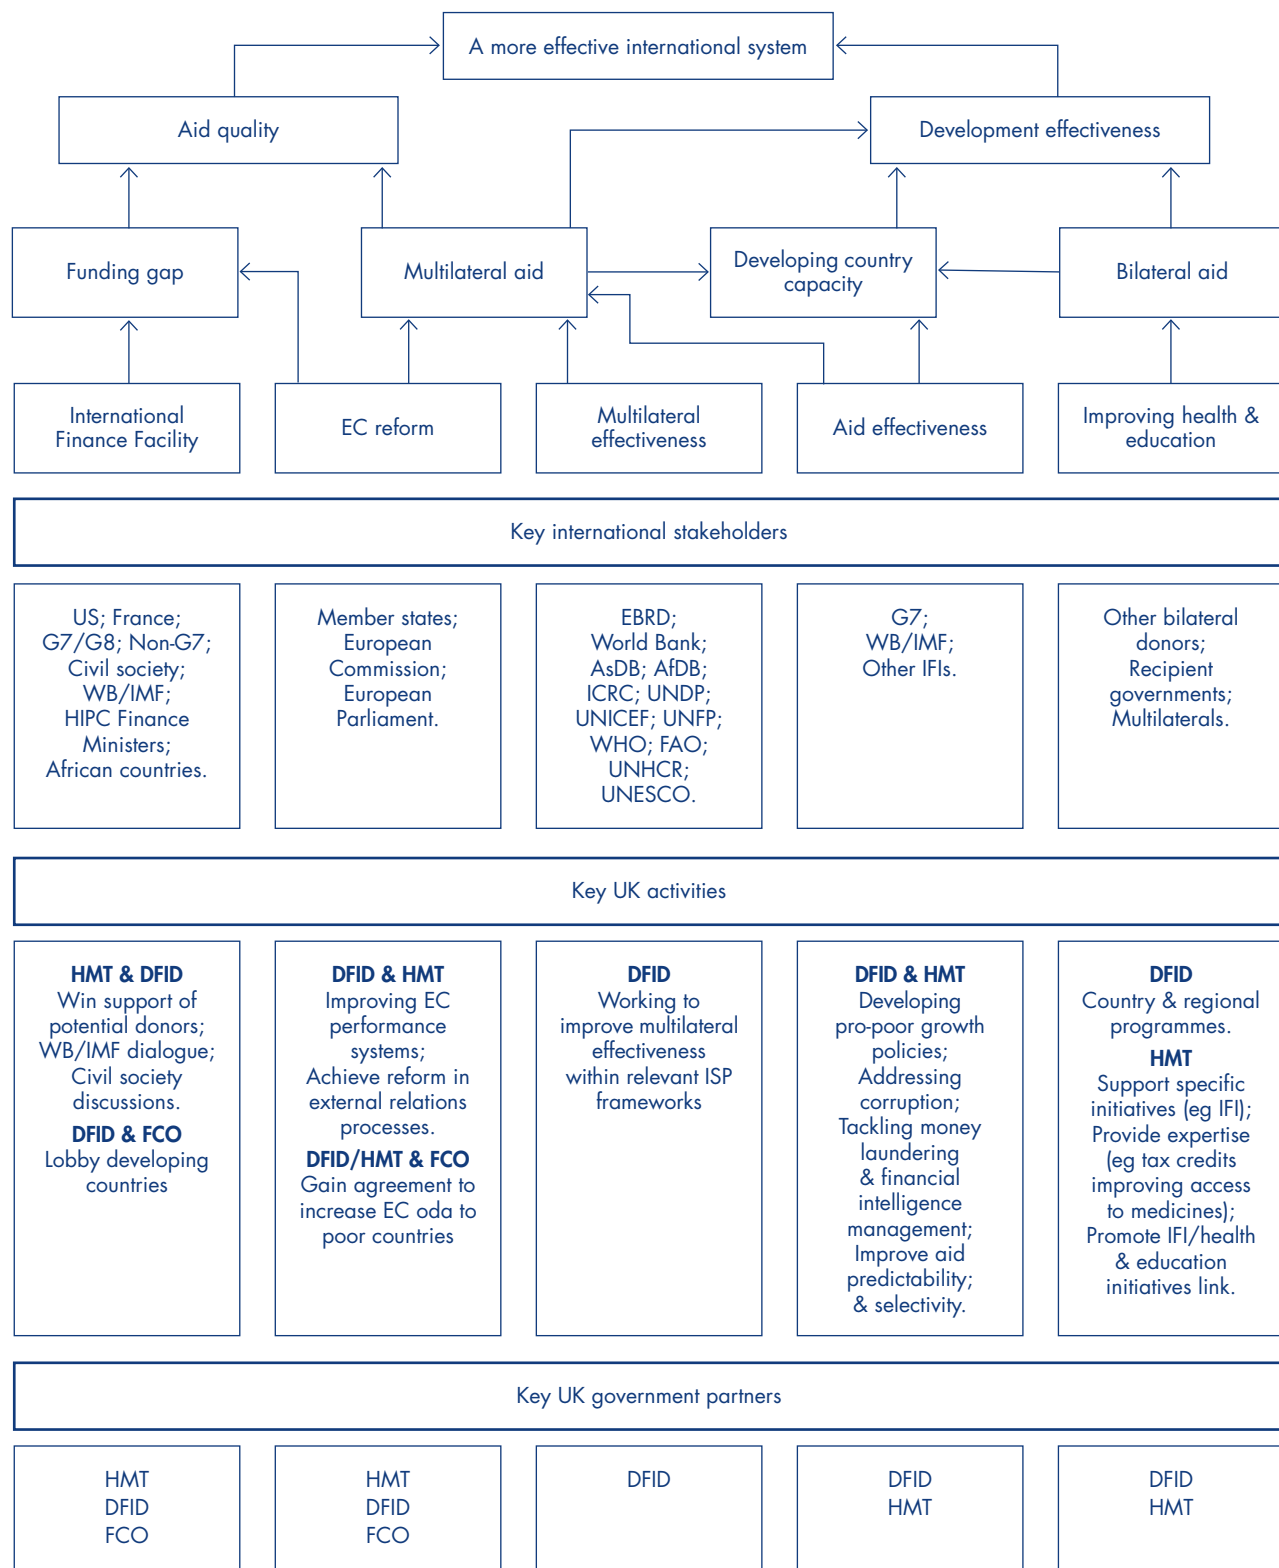 A more effective international system
Aid quality
Development effectiveness
Funding gap
Multilateral aid
Developing country
capacity
Bilateral aid
International
Finance Facility
EC reform
Multilateral
effectiveness
Aid effectiveness
Improving health &
education
Key international stakeholders
US; France;
G7/G8; Non-G7;
Civil society;
WB/IMF;
HIPC Finance
Ministers;
African countries.
Member states;
European
Commission;
European
Parliament.
EBRD;
World Bank;
AsDB; AfDB;
ICRC; UNDP;
UNICEF; UNFP;
WHO; FAO;
UNHCR;
UNESCO.
G7;
WB/IMF;
Other IFIs.
Other bilateral
donors;
Recipient
governments;
Multilaterals.
Key UK activities
HMT & DFID
Win support of
potential donors;
WB/IMF dialogue;
Civil society
discussions.
DFID & FCO
Lobby developing
countries
DFID & HMT
Improving EC
performance
systems;
Achieve reform in
external relations
processes.
DFID/HMT & FCO
Gain agreement to
increase EC oda to
poor countries
DFID
Working to
improve multilateral
effectiveness
within relevant ISP
frameworks
DFID & HMT
Developing
pro-poor growth
policies;
Addressing
corruption;
Tackling money
laundering
& financial
intelligence
management;
Improve aid
predictability;
& selectivity.
DFID
Country & regional
programmes.
HMT
Support specific
initiatives (eg IFI);
Provide expertise
(eg tax credits
improving access
to medicines);
Promote IFI/health
& education
initiatives link.
Key UK government partners
HMT
DFID
FCO
HMT
DFID
FCO
DFID
DFID
HMT
DFID
HMT